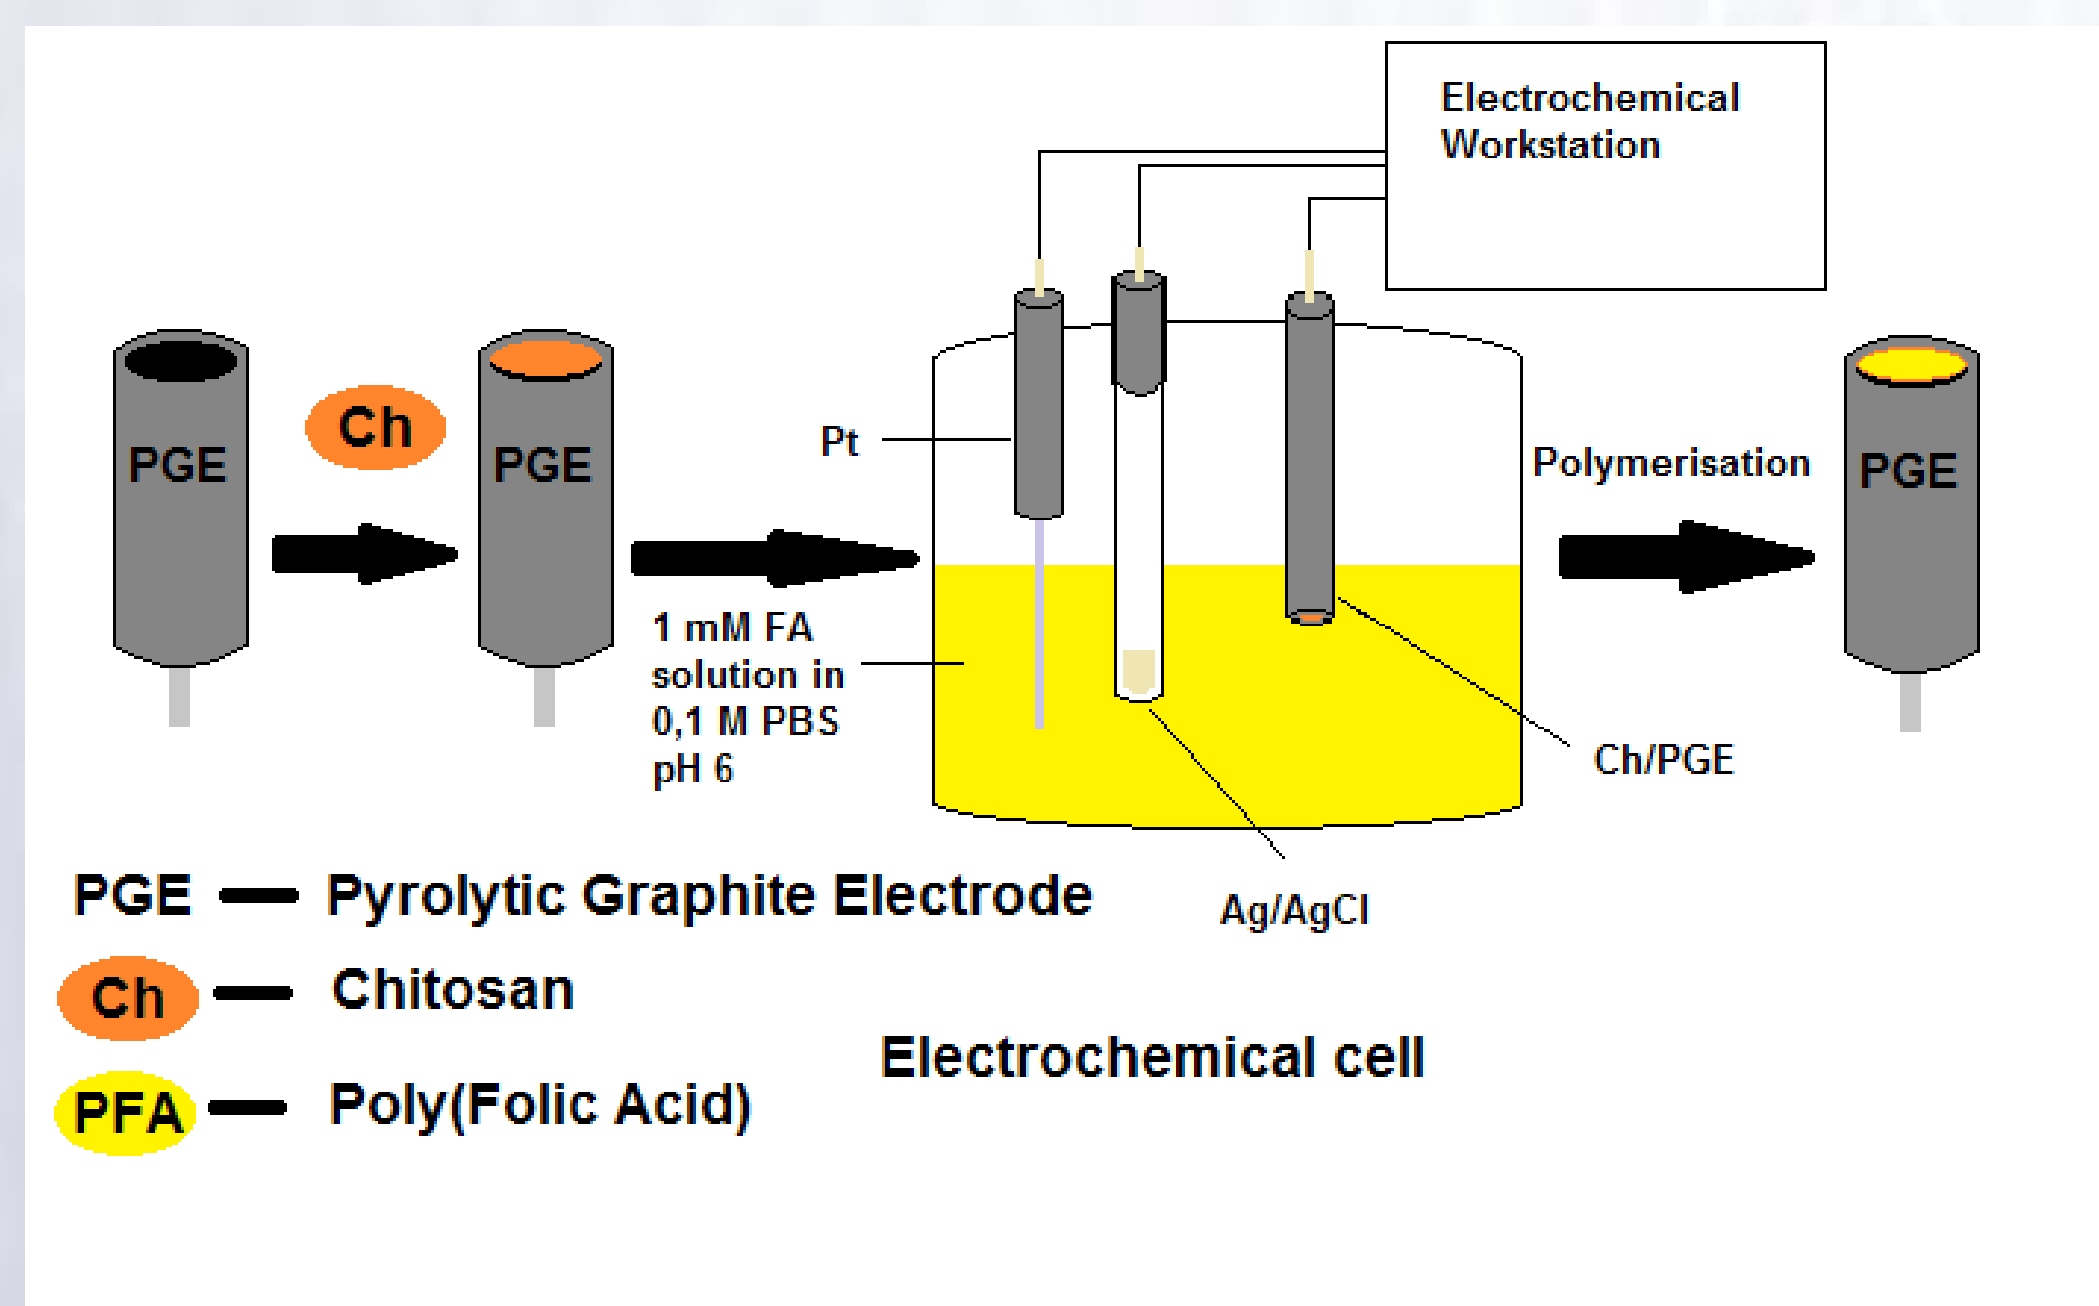 Electrochemical
Workstation
PGE
Ch
PGE
Pt
Polymerisation
PGE
1 mM FA
solution in
0,1 M PBS
pH 6
Ch/PGE
Ag/AgCl
PGE — Pyrolytic Graphite Electrode
Ch — Chitosan
PFA — Poly(Folic Acid)
Electrochemical cell